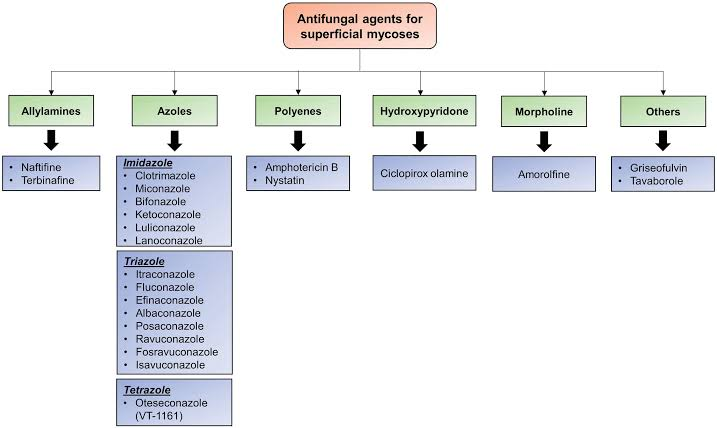 Antifungal agents for
superficial mycoses
Allylamines
Azoles
Polyenes
Hydroxypyridone
Morpholine
Others
• Naftifine
• Terbinafine
Imidazole
• Clotrimazole
• Miconazole
• Bifonazole
• Ketoconazole
• Luliconazole
• Lanoconazole
Triazole
• Itraconazole
• Fluconazole
• Efinaconazole
• Albaconazole
• Posaconazole
• Ravuconazole
• Fosravuconazole
• Isavuconazole
Tetrazole
• Oteseconazole
(VT-1161)
• Amphotericin B
• Nystatin
Ciclopirox olamine
Amorolfine
• Griseofulvin
• Tavaborole